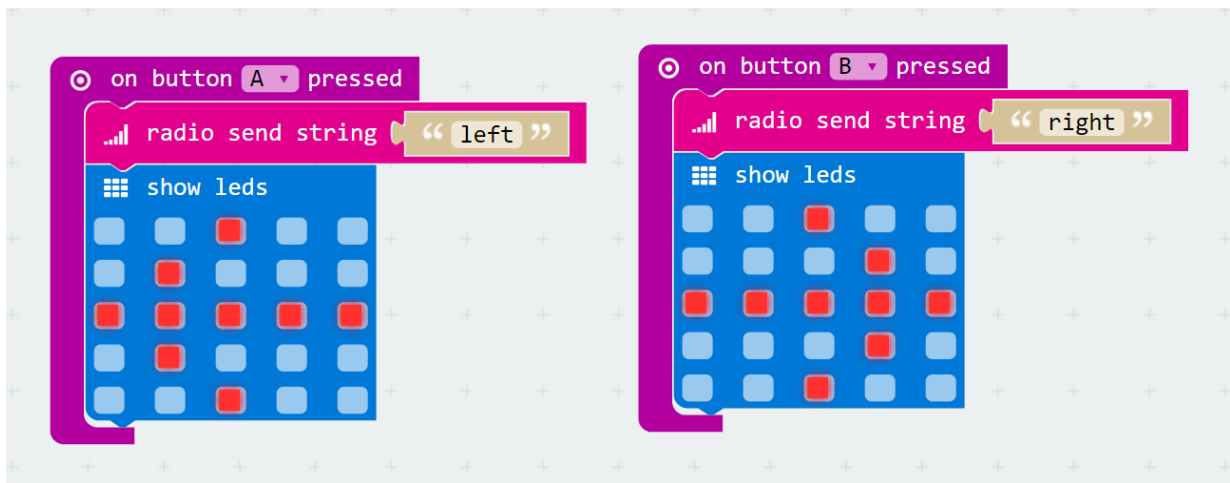 on button A pressed
radio send string “ left ”
show leds
on button B pressed
radio send string “ right ”
show leds